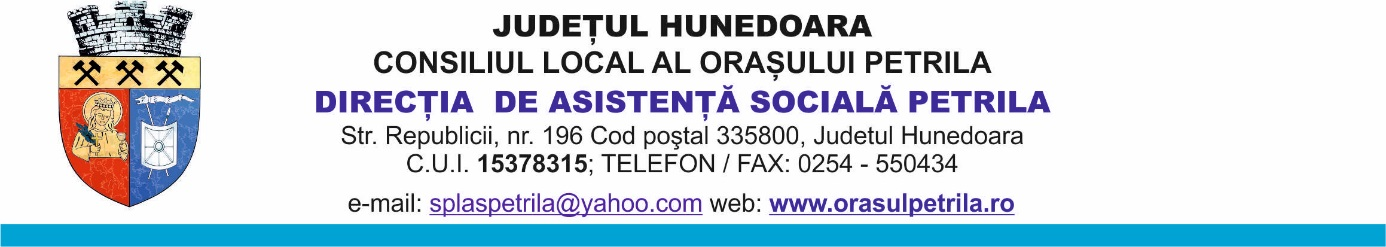 JUDEȚUL HUNEDOARA
CONSILIUL LOCAL AL ORAȘULUI PETRILA
DIRECȚIA DE ASISTENȚĂ SOCIALĂ PETRILA
Str. Republicii, nr. 196 Cod poştal 335800, Judetul Hunedoara
C.U.I. 15378315; TELEFON / FAX: 0254 - 550434
e-mail: splaspetrila@yahoo.com web: www.orasulpetrila.ro